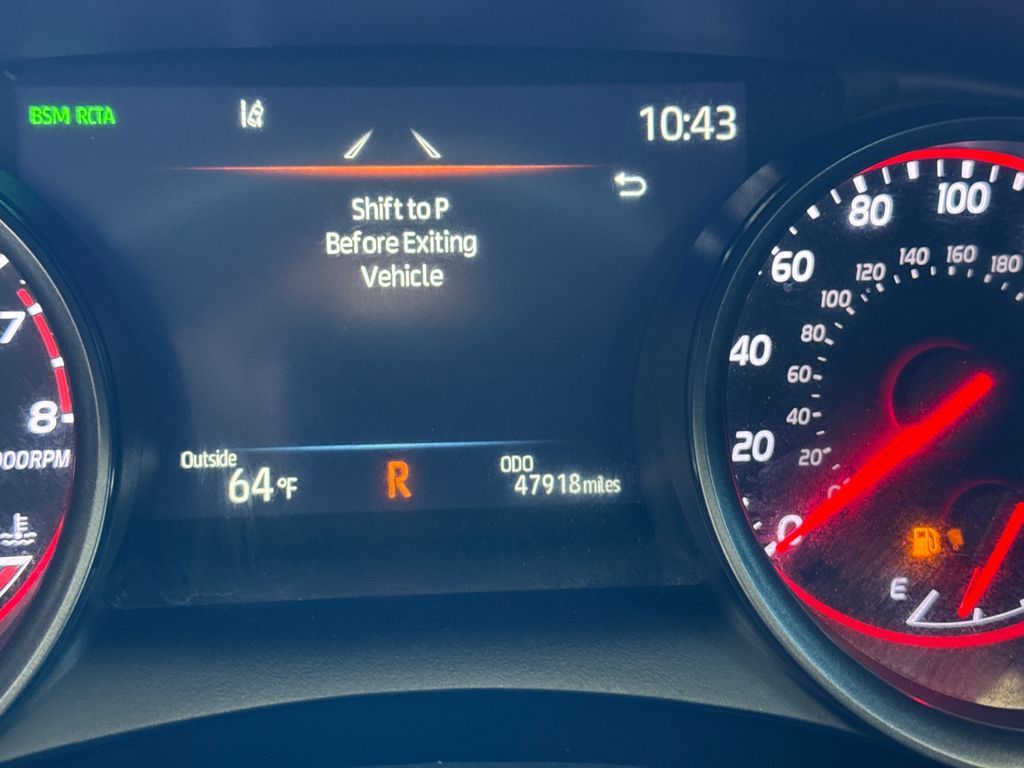 BSM RCTA
10:43
Shift to P
Before Exiting
Vehicle
Outside
64°F
R
ODO
47918 miles
7
8
000RPM
0
20
40
60
80
100
20
40
60
80
100
120
140
160
180
E